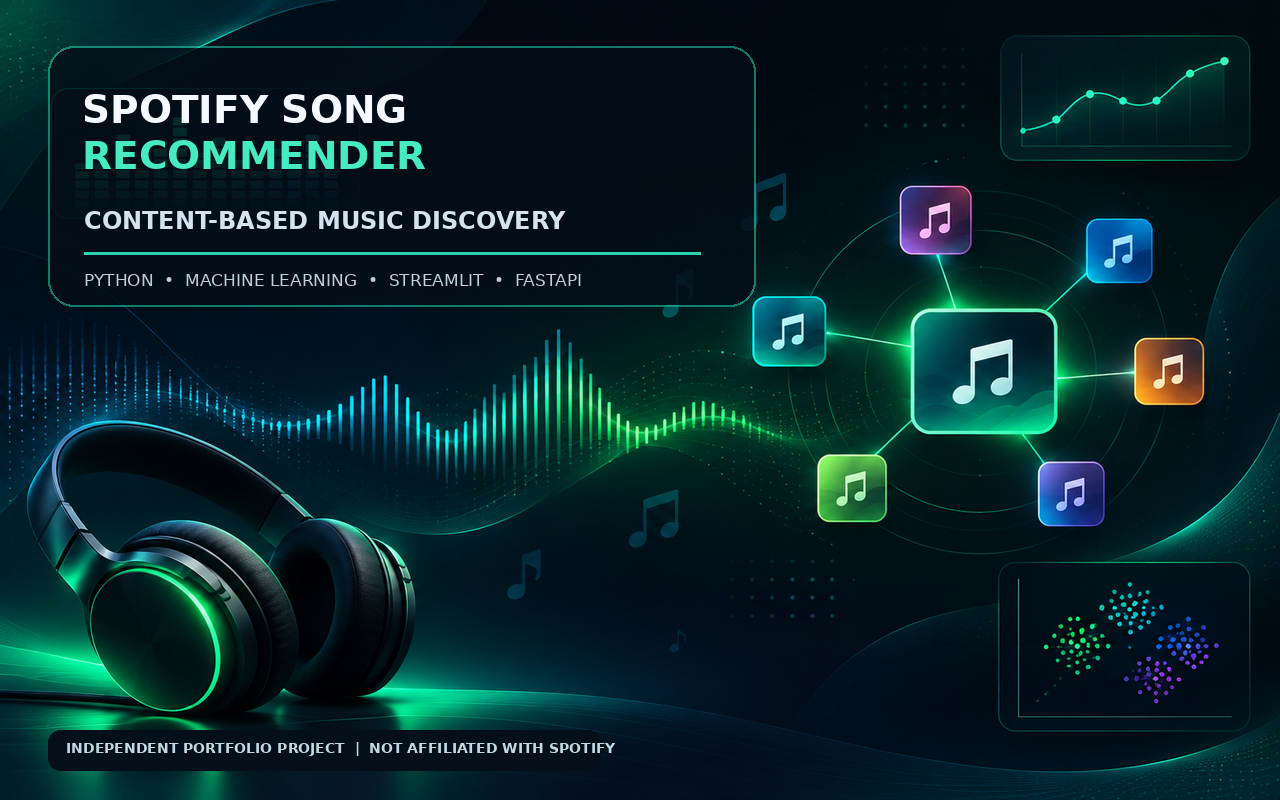 SPOTIFY SONG
RECOMMENDER
CONTENT-BASED MUSIC DISCOVERY
PYTHON • MACHINE LEARNING • STREAMLIT • FASTAPI
INDEPENDENT PORTFOLIO PROJECT | NOT AFFILIATED WITH SPOTIFY